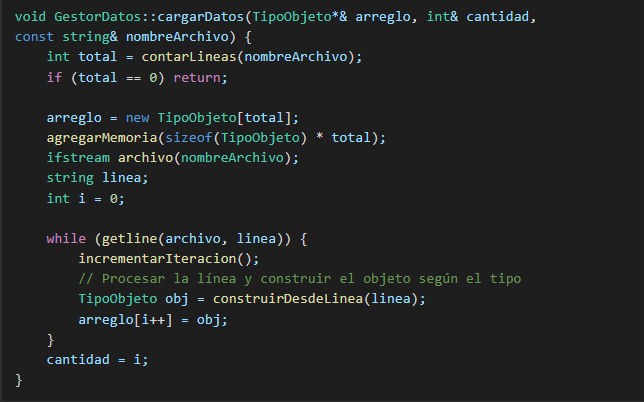 void GestorDatos::cargarDatos(TipoObjeto*& arreglo, int& cantidad,
const string& nombreArchivo) {
    int total = contarLineas(nombreArchivo);
    if (total == 0) return;

    arreglo = new TipoObjeto[total];
    agregarMemoria(sizeof(TipoObjeto) * total);
    ifstream archivo(nombreArchivo);
    string linea;
    int i = 0;

    while (getline(archivo, linea)) {
        incrementarIteracion();
        // Procesar la línea y construir el objeto según el tipo
        TipoObjeto obj = construirDesdeLinea(linea);
        arreglo[i++] = obj;
    }
    cantidad = i;
}